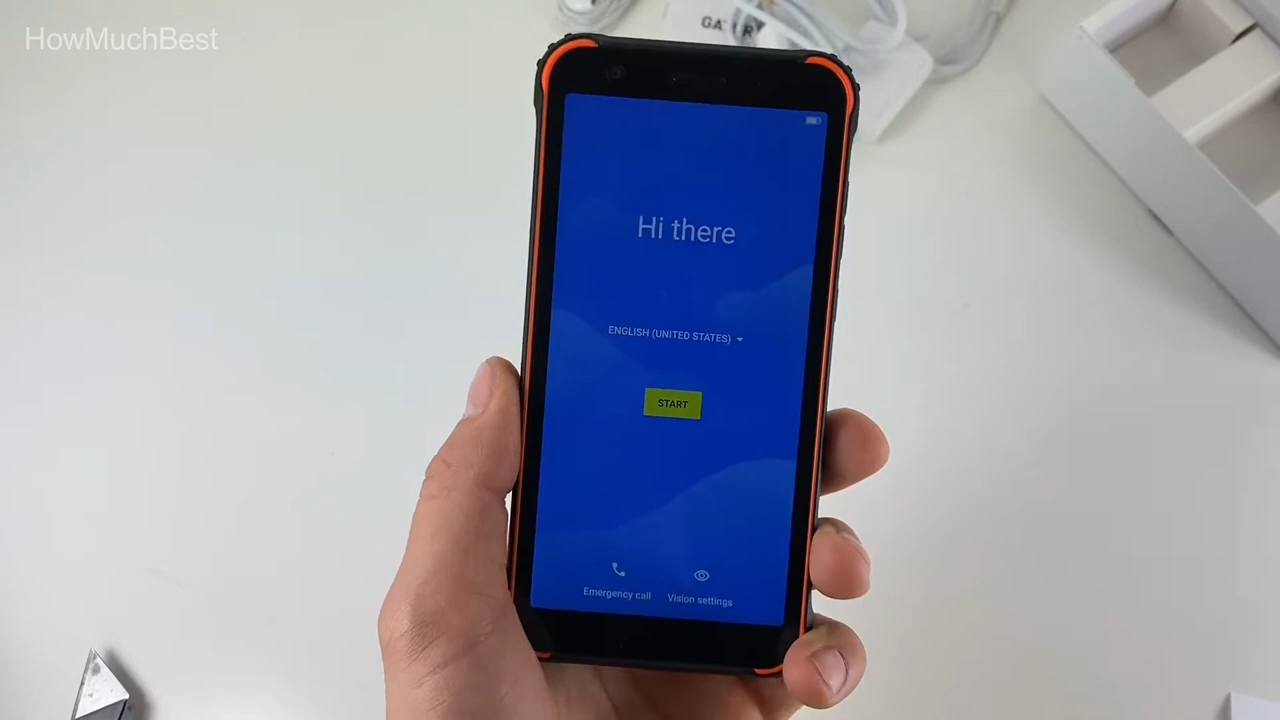 HowMuchBest
Hi there
ENGLISH (UNITED STATES)
START
Emergency call
Vision settings